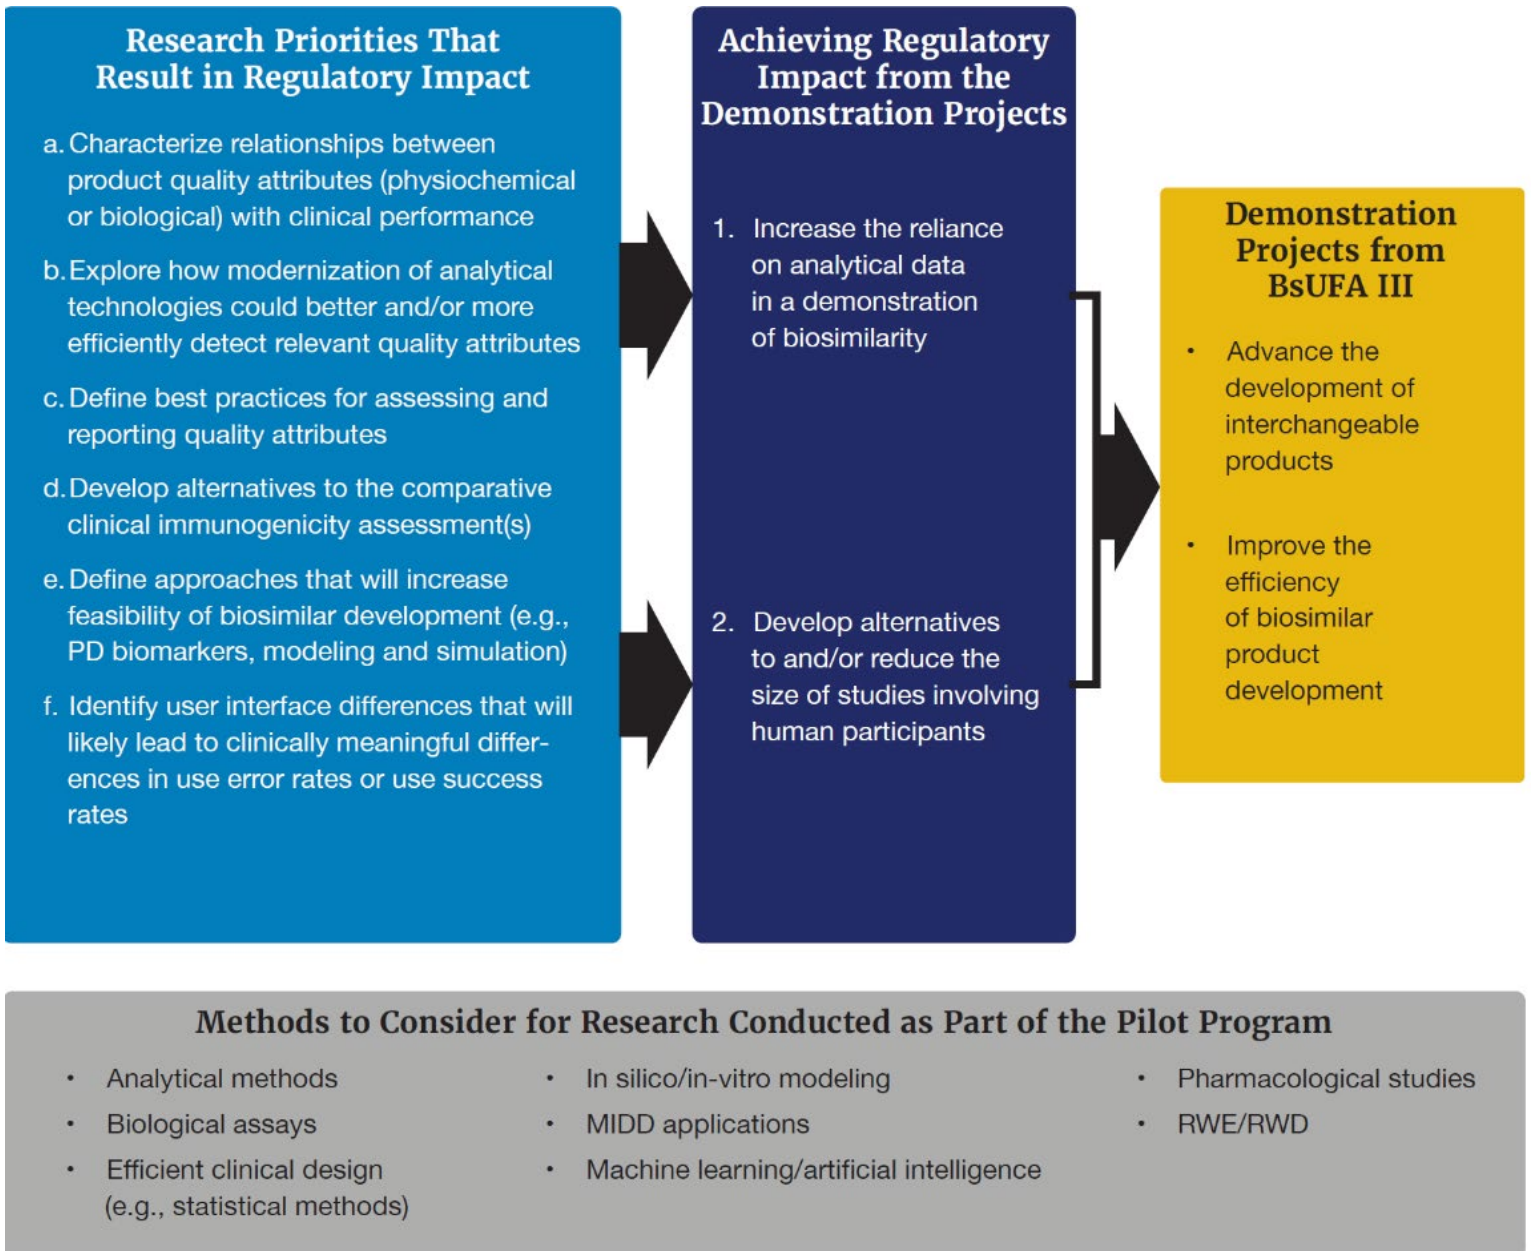 Research Priorities That
Result in Regulatory Impact
a. Characterize relationships between
product quality attributes (physiochemical
or biological) with clinical performance
b. Explore how modernization of analytical
technologies could better and/or more
efficiently detect relevant quality attributes
c. Define best practices for assessing and
reporting quality attributes
d. Develop alternatives to the comparative
clinical immunogenicity assessment(s)
e. Define approaches that will increase
feasibility of biosimilar development (e.g.,
PD biomarkers, modeling and simulation)
f. Identify user interface differences that will
likely lead to clinically meaningful differ-
ences in use error rates or use success
rates
Achieving Regulatory
Impact from the
Demonstration Projects
1. Increase the reliance
on analytical data
in a demonstration
of biosimilarity
2. Develop alternatives
to and/or reduce the
size of studies involving
human participants
Demonstration
Projects from
BsUFA III
• Advance the
development of
interchangeable
products
• Improve the
efficiency
of biosimilar
product
development
Methods to Consider for Research Conducted as Part of the Pilot Program
• Analytical methods
• Biological assays
• Efficient clinical design
(e.g., statistical methods)
• In silico/in-vitro modeling
• MIDD applications
• Machine learning/artificial intelligence
• Pharmacological studies
• RWE/RWD